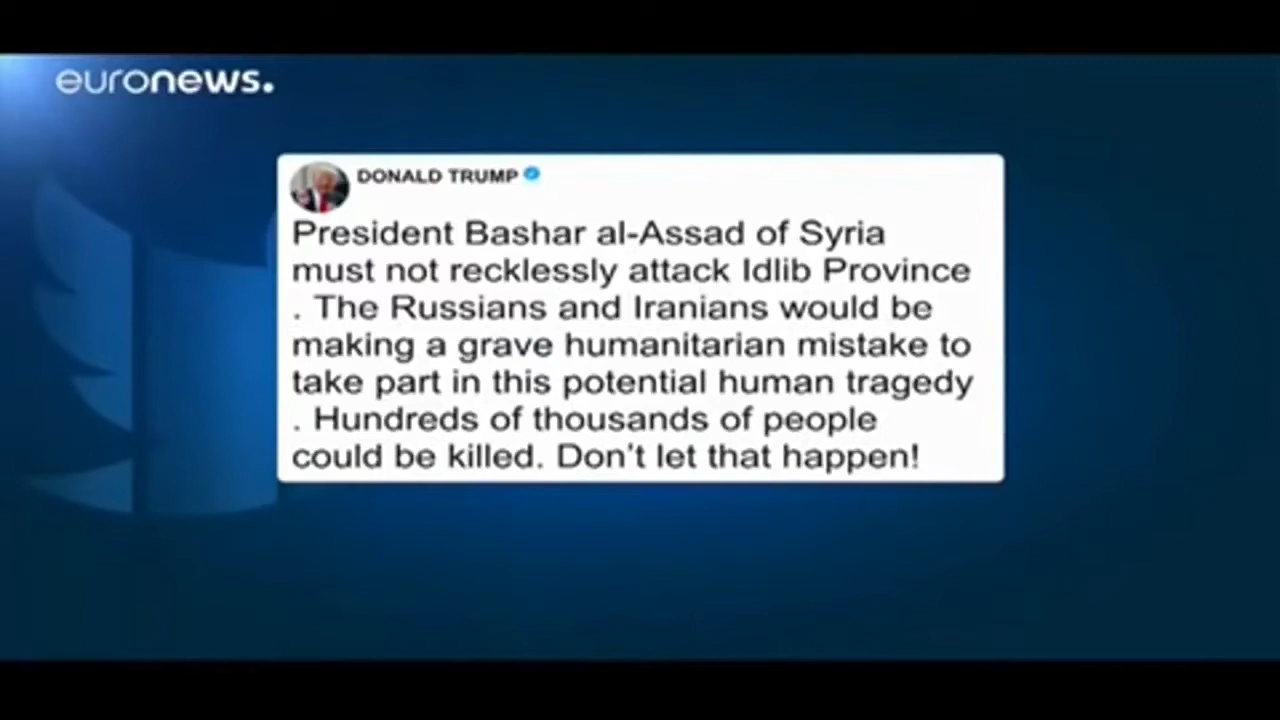 euronews.
DONALD TRUMP
President Bashar al-Assad of Syria
must not recklessly attack Idlib Province
. The Russians and Iranians would be
making a grave humanitarian mistake to
take part in this potential human tragedy
. Hundreds of thousands of people
could be killed. Don't let that happen!